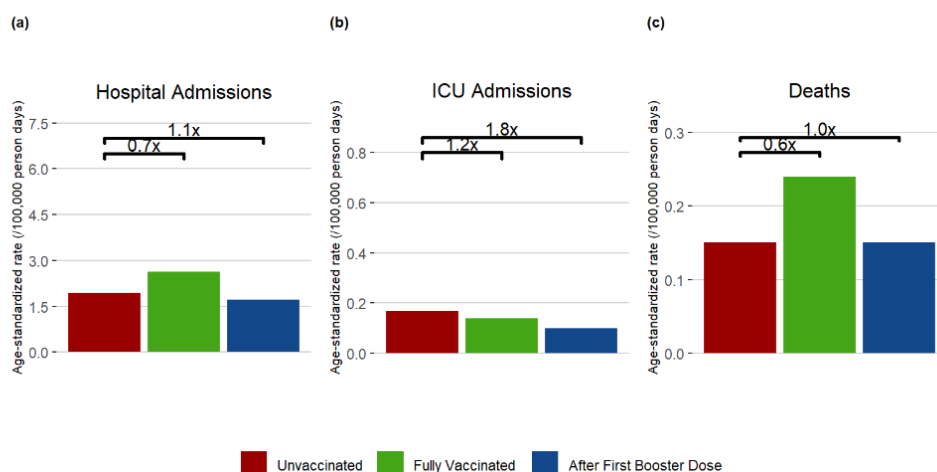 (a)
(b)
(c)
Hospital Admissions
ICU Admissions
Deaths
Age-standardized rate (/100,000 person days)
7.5
6.0
4.5
3.0
1.5
0.0
1.1x
0.7x
Age-standardized rate (/100,000 person days)
0.8
0.6
0.4
0.2
0.0
1.8x
1.2x
Age-standardized rate (/100,000 person days)
0.3
0.2
0.1
0.0
1.0x
0.6x
Unvaccinated
Fully Vaccinated
After First Booster Dose